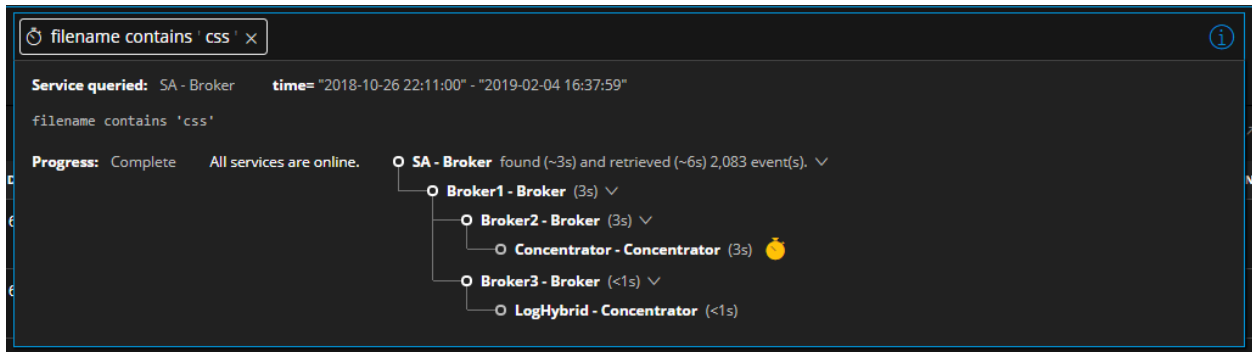 filename contains 'css' ×
Service queried: SA - Broker time= "2018-10-26 22:11:00" - "2019-02-04 16:37:59"
filename contains 'css'
Progress: Complete All services are online. SA - Broker found (~3s) and retrieved (~6s) 2,083 event(s).
Broker1 - Broker (3s)
Broker2 - Broker (3s)
Concentrator - Concentrator (3s)
Broker3 - Broker (<1s)
LogHybrid - Concentrator (<1s)